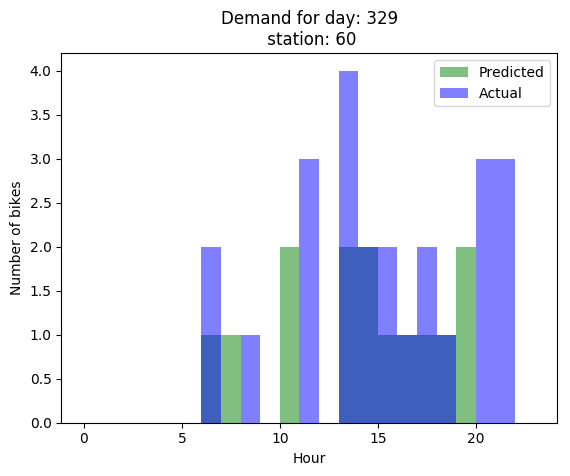 Demand for day: 329
station: 60
Predicted
Actual
Number of bikes
4.0
3.5
3.0
2.5
2.0
1.5
1.0
0.5
0.0
0 5 10 15 20
Hour